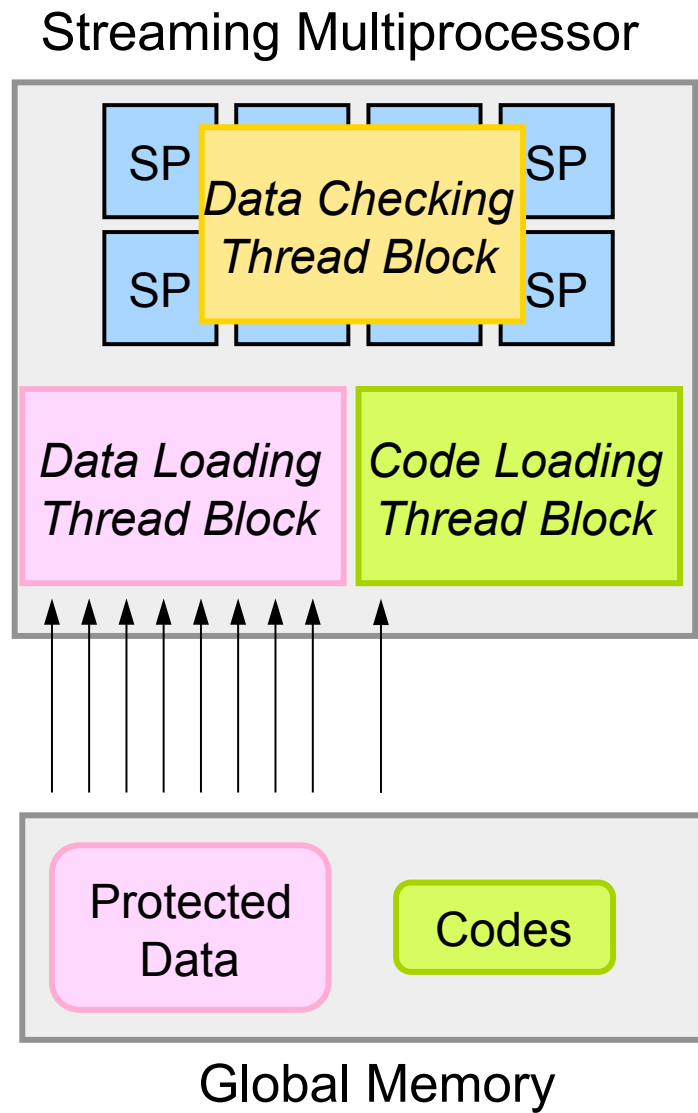 Streaming Multiprocessor
SP
SP
Data Checking
Thread Block
SP
SP
Data Loading
Thread Block
Code Loading
Thread Block
Protected
Data
Codes
Global Memory